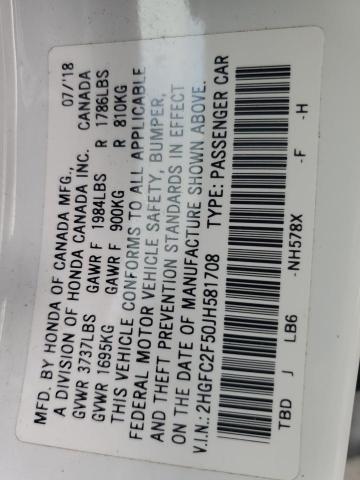 MFD. BY HONDA OF CANADA MFG., 07/18
A DIVISION OF HONDA CANADA INC. CANADA
GVWR 3737LBS GAWR F 1984LBS R 1786LBS
GVWR 1695KG GAWR F 900KG R 810KG
THIS VEHICLE CONFORMS TO ALL APPLICABLE
FEDERAL MOTOR VEHICLE SAFETY, BUMPER,
AND THEFT PREVENTION STANDARDS IN EFFECT
ON THE DATE OF MANUFACTURE SHOWN ABOVE.
V.I.N.: 2HGFC2F50JH581708 TYPE: PASSENGER CAR
TBD J LB6 -NH578X -F -H